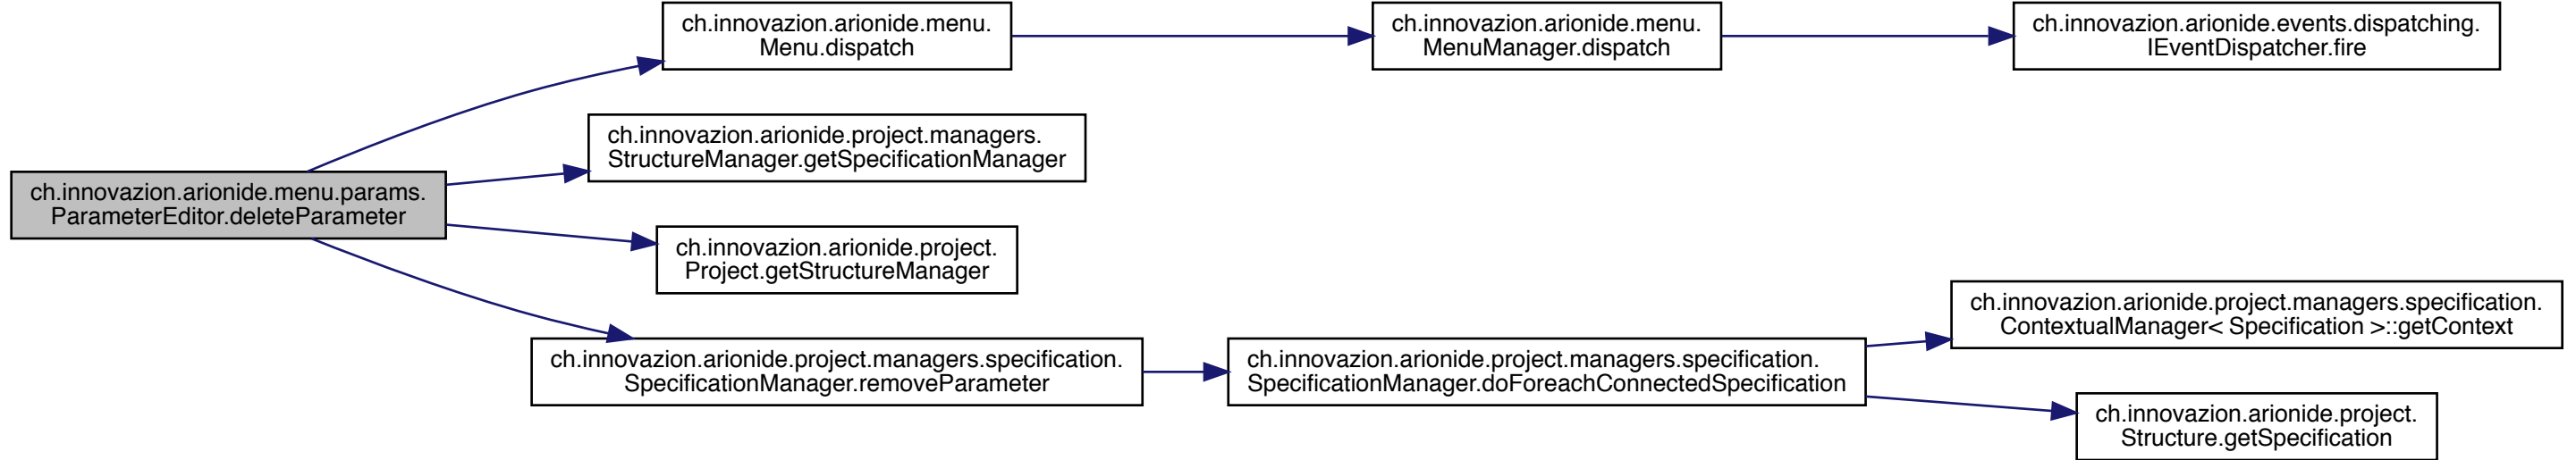 ch.innovazion.arionide.menu.params.
ParameterEditor.deleteParameter
ch.innovazion.arionide.menu.
Menu.dispatch
ch.innovazion.arionide.menu.
MenuManager.dispatch
ch.innovazion.arionide.events.dispatching.
IEventDispatcher.fire
ch.innovazion.arionide.project.managers.
StructureManager.getSpecificationManager
ch.innovazion.arionide.project.
Project.getStructureManager
ch.innovazion.arionide.project.managers.specification.
SpecificationManager.removeParameter
ch.innovazion.arionide.project.managers.specification.
SpecificationManager.doForeachConnectedSpecification
ch.innovazion.arionide.project.managers.specification.
ContextualManager< Specification >::getContext
ch.innovazion.arionide.project.
Structure.getSpecification